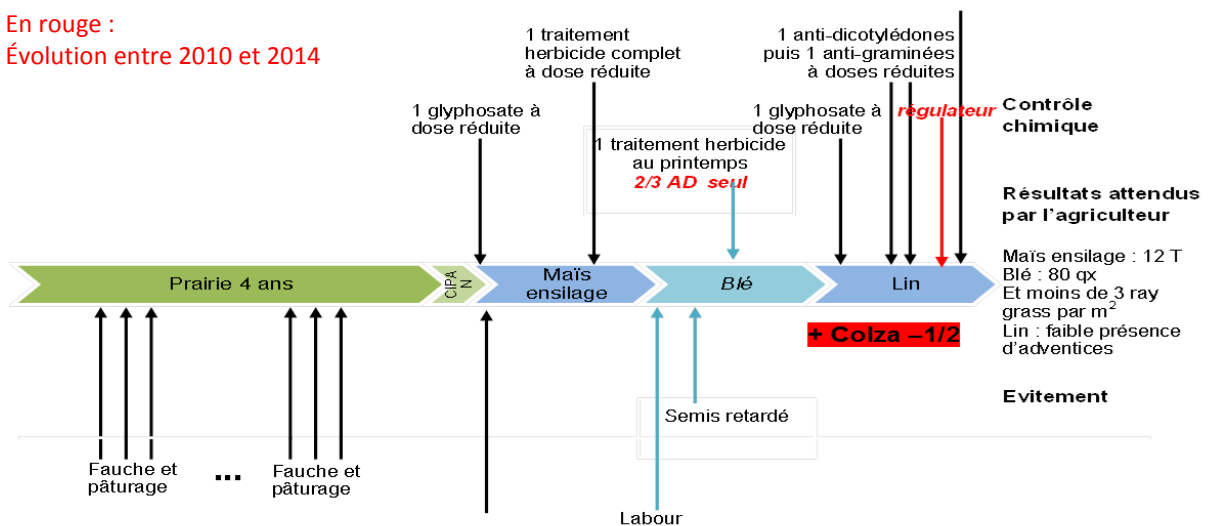 En rouge :
Évolution entre 2010 et 2014
1 traitement
herbicide complet
à dose réduite
1 anti-dicotylédones
puis 1 anti-graminées
à doses réduites
1 glyphosate à
dose réduite
1 glyphosate à
dose réduite
régulateur
Contrôle
chimique
1 traitement herbicide
au printemps
2/3 AD seul
Résultats attendus
par l'agriculteur
Prairie 4 ans
CIPA
N
Maïs
ensilage
Blé
Lin
Maïs ensilage : 12 T
Blé : 80 qx
Et moins de 3 ray
grass par m²
Lin : faible présence
d'adventices
+ Colza –1/2
Evitement
Semis retardé
Fauche et
pâturage
...
Fauche et
pâturage
Labour